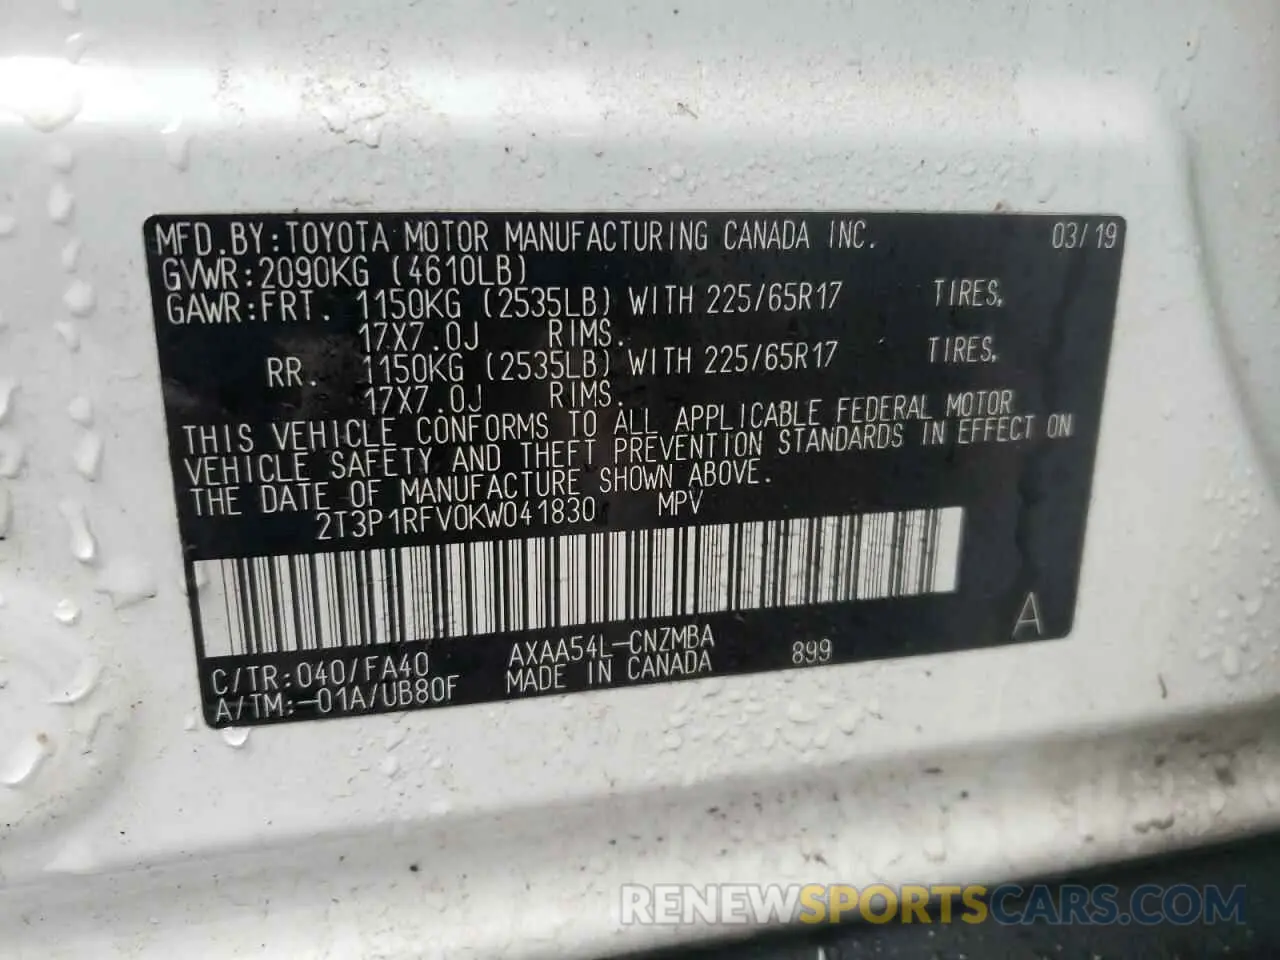 MFD.BY:TOYOTA MOTOR MANUFACTURING CANADA INC. 03/19
GVWR:2090KG (4610LB)
GAWR:FRT. 1150KG (2535LB) WITH 225/65R17 TIRES,
17X7.0J RIMS.
RR. 1150KG (2535LB) WITH 225/65R17 TIRES,
17X7.0J RIMS.
THIS VEHICLE CONFORMS TO ALL APPLICABLE FEDERAL MOTOR
VEHICLE SAFETY AND THEFT PREVENTION STANDARDS IN EFFECT ON
THE DATE OF MANUFACTURE SHOWN ABOVE.
2T3P1RFV0KW041830 MPV
C/TR:040/FA40 AXAA54L-CNZMBA 899 A
A/TM:-01A/UB80F MADE IN CANADA
RENEWSPORTSCARS.COM